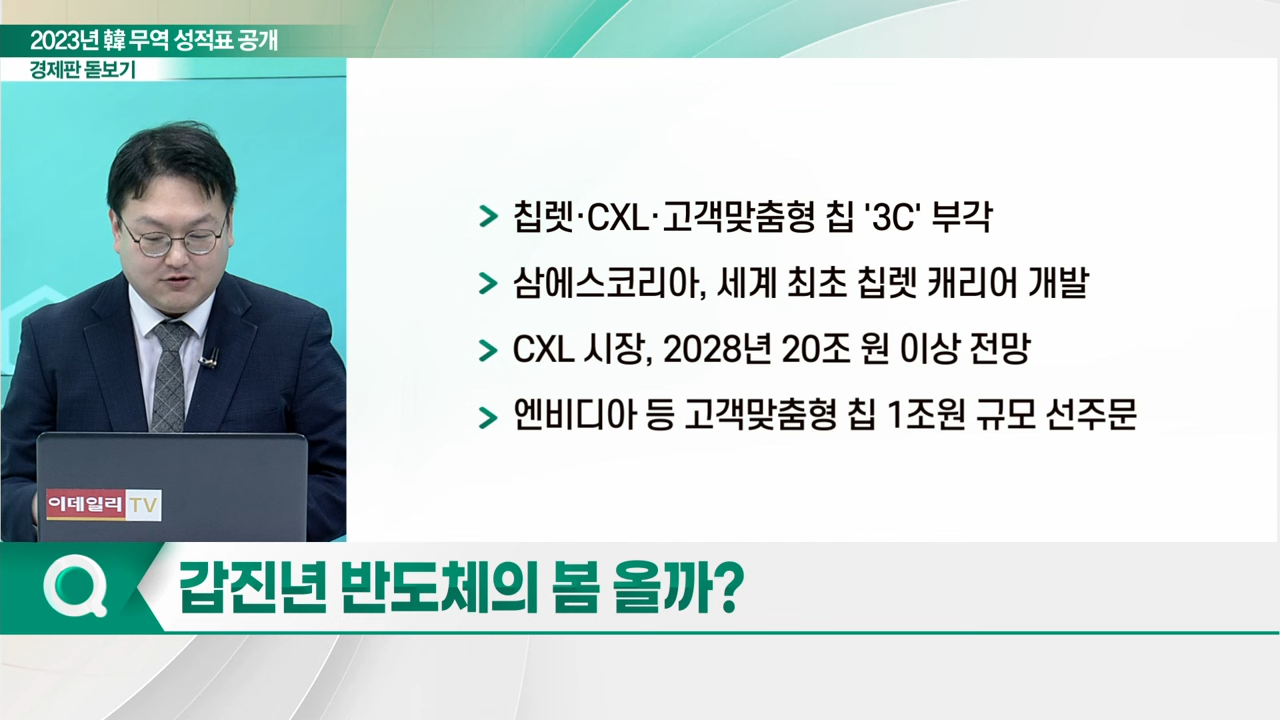 2023년 韓 무역 성적표 공개
경제판 돋보기
칩렛·CXL·고객맞춤형 칩 '3C' 부각
삼에스코리아, 세계 최초 칩렛 캐리어 개발
CXL 시장, 2028년 20조 원 이상 전망
엔비디아 등 고객맞춤형 칩 1조원 규모 선주문
이데일리 TV
Q 갑진년 반도체의 봄 올까?